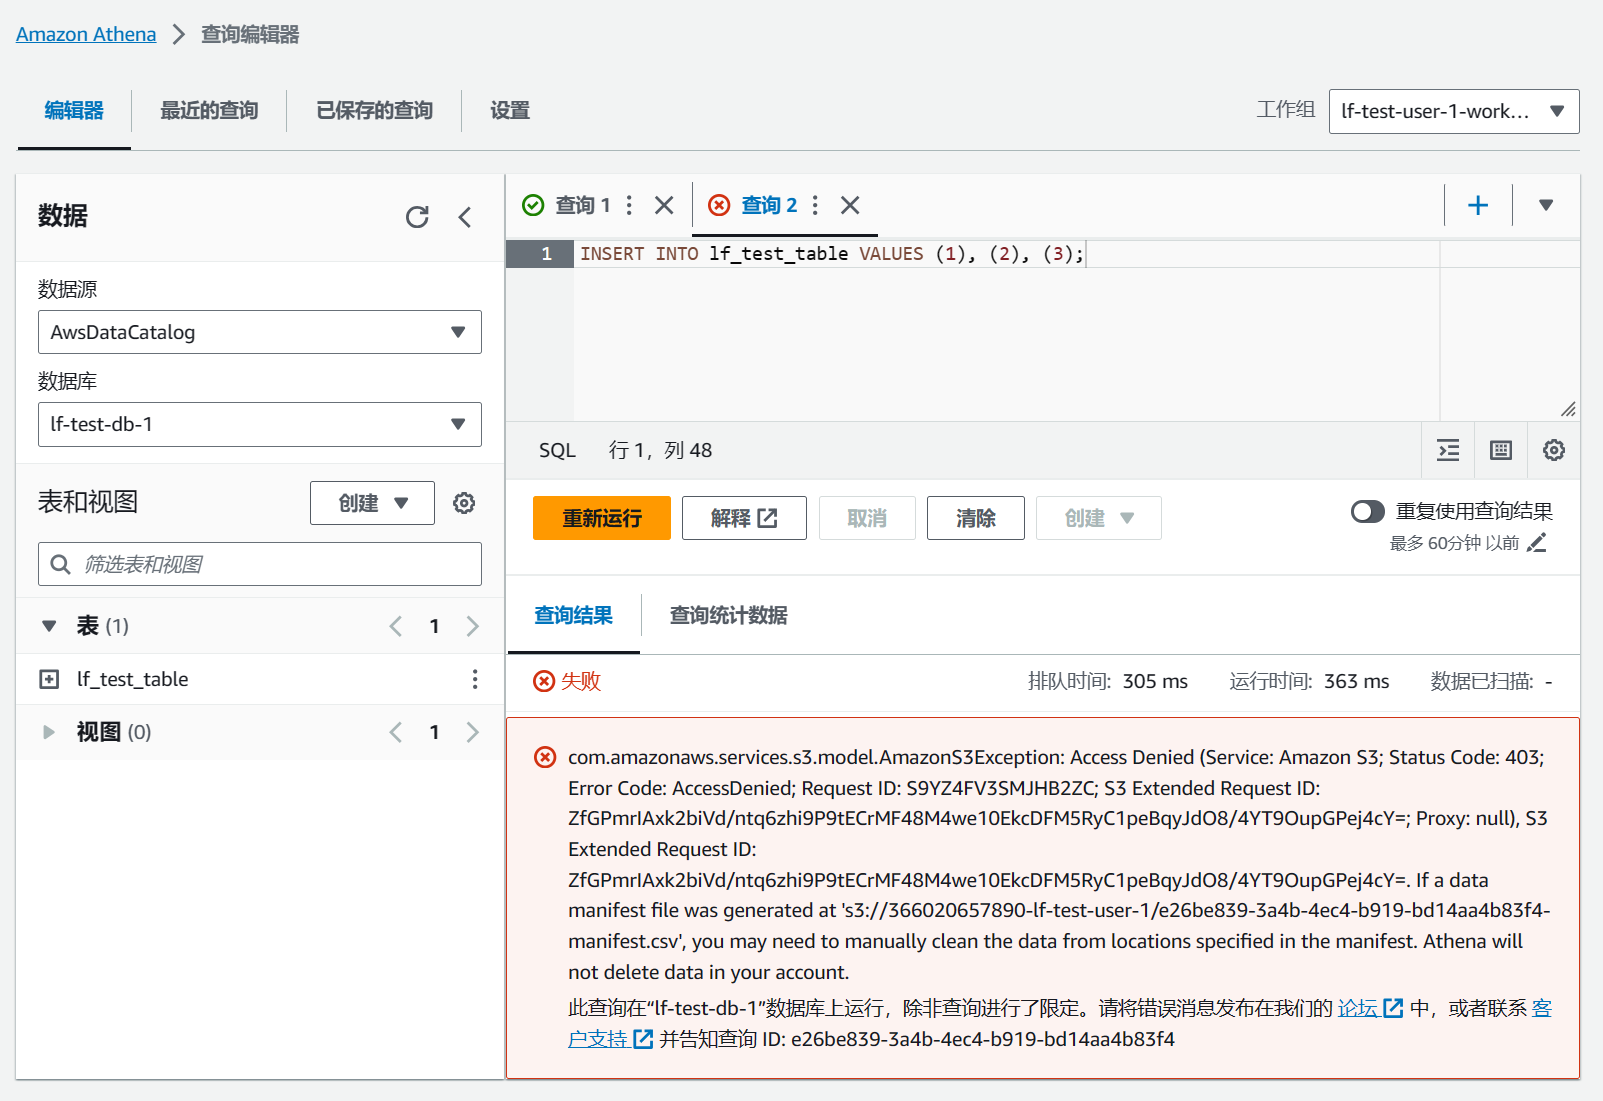 Amazon Athena > 查询编辑器
编辑器 最近的查询 已保存的查询 设置
工作组 lf-test-user-1-work...
数据
数据源
AwsDataCatalog
数据库
lf-test-db-1
表和视图 创建
筛选表和视图
表 (1) 1
lf_test_table
视图 (0) 1
查询 1 查询 2
1 INSERT INTO lf_test_table VALUES (1), (2), (3);
SQL 行 1，列 48
重新运行 解释 取消 清除 创建
重复使用查询结果
最多 60分钟 以前
查询结果 查询统计数据
失败 排队时间: 305 ms 运行时间: 363 ms 数据已扫描: -
com.amazonaws.services.s3.model.AmazonS3Exception: Access Denied (Service: Amazon S3; Status Code: 403;
Error Code: AccessDenied; Request ID: S9YZ4FV3SMJHB2ZC; S3 Extended Request ID:
ZfGPmrIAxk2biVd/ntq6zhi9P9tECrMF48M4we10EkcDFM5RyC1peBqyJdO8/4YT9OupGPej4cY=; Proxy: null), S3
Extended Request ID:
ZfGPmrIAxk2biVd/ntq6zhi9P9tECrMF48M4we10EkcDFM5RyC1peBqyJdO8/4YT9OupGPej4cY=. If a data
manifest file was generated at 's3://366020657890-lf-test-user-1/e26be839-3a4b-4ec4-b919-bd14aa4b83f4-
manifest.csv', you may need to manually clean the data from locations specified in the manifest. Athena will
not delete data in your account.
此查询在“lf-test-db-1”数据库上运行，除非查询进行了限定。请将错误消息发布在我们的 论坛 中，或者联系 客
户支持 并告知查询 ID: e26be839-3a4b-4ec4-b919-bd14aa4b83f4